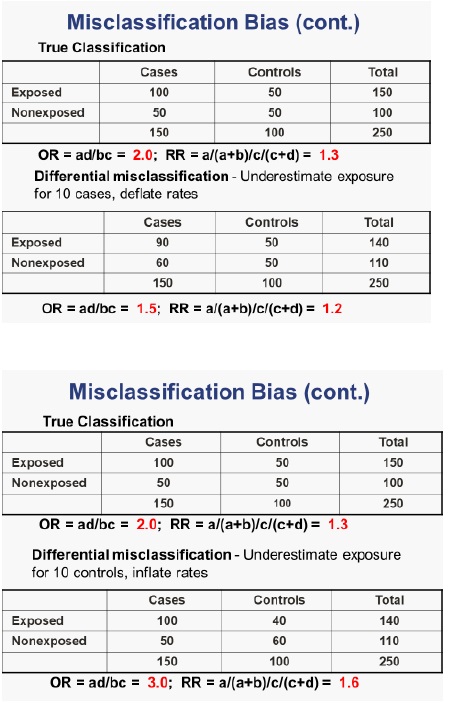 Misclassification Bias (cont.)
True Classification
Cases Controls Total
Exposed 100 50 150
Nonexposed 50 50 100
150 100 250
OR = ad/bc = 2.0; RR = a/(a+b)/c/(c+d) = 1.3
Differential misclassification - Underestimate exposure
for 10 cases, deflate rates
Cases Controls Total
Exposed 90 50 140
Nonexposed 60 50 110
150 100 250
OR = ad/bc = 1.5; RR = a/(a+b)/c/(c+d) = 1.2
Misclassification Bias (cont.)
True Classification
Cases Controls Total
Exposed 100 50 150
Nonexposed 50 50 100
150 100 250
OR = ad/bc = 2.0; RR = a/(a+b)/c/(c+d) = 1.3
Differential misclassification - Underestimate exposure
for 10 controls, inflate rates
Cases Controls Total
Exposed 100 40 140
Nonexposed 50 60 110
150 100 250
OR = ad/bc = 3.0; RR = a/(a+b)/c/(c+d) = 1.6